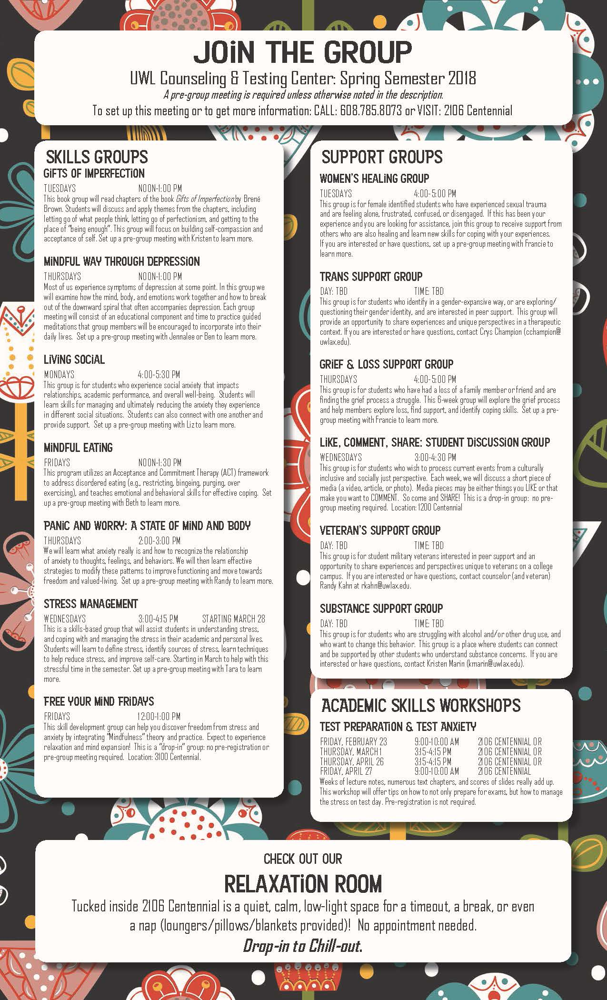 JOiN THE GROUP
UWL Counseling & Testing Center: Spring Semester 2018
A pre-group meeting is required unless otherwise noted in the description.
To set up this meeting or to get more information: CALL: 608.785.8073 or VISIT: 2106 Centennial
SKILLS GROUPS
GiFTS OF IMPERFECTiON
TUESDAYS NOON-1:00 PM
This book group will read chapters of the book Gifts of Imperfection by Brené
Brown. Students will discuss and apply themes from the chapters, including
letting go of what people think, letting go of perfectionism, and getting to the
place of "being enough". This group will focus on building self-compassion and
acceptance of self. Set up a pre-group meeting with Kristen to learn more.
MiNDFUL WAY THROUGH DEPRESSiON
THURSDAYS NOON-1:00 PM
Most of us experience symptoms of depression at some point. In this group we
will examine how the mind, body, and emotions work together and how to break
out of the downward spiral that often accompanies depression. Each group
meeting will consist of an educational component and time to practice guided
meditations that group members will be encouraged to incorporate into their
daily lives. Set up a pre-group meeting with Jennalee or Ben to learn more.
LiViNG SOCiAL
MONDAYS 4:00-5:30 PM
This group is for students who experience social anxiety that impacts
relationships, academic performance, and overall well-being. Students will
learn skills for managing and ultimately reducing the anxiety they experience
in different social situations. Students can also connect with one another and
provide support. Set up a pre-group meeting with Liz to learn more.
MiNDFUL EATiNG
FRIDAYS NOON-1:30 PM
This program utilizes an Acceptance and Commitment Therapy (ACT) framework
to address disordered eating (e.g., restricting, bingeing, purging, over
exercising), and teaches emotional and behavioral skills for effective coping. Set
up a pre-group meeting with Beth to learn more.
PANiC AND WORRY: A STATE OF MiND AND BODY
THURSDAYS 2:00-3:00 PM
We will learn what anxiety really is and how to recognize the relationship
of anxiety to thoughts, feelings, and behaviors. We will then learn effective
strategies to modify these patterns to improve functioning and move towards
freedom and valued-living. Set up a pre-group meeting with Randy to learn more.
STRESS MANAGEMENT
WEDNESDAYS 3:00-4:15 PM STARTING MARCH 28
This is a skills-based group that will assist students in understanding stress,
and coping with and managing the stress in their academic and personal lives.
Students will learn to define stress, identify sources of stress, learn techniques
to help reduce stress, and improve self-care. Starting in March to help with this
stressful time in the semester. Set up a pre-group meeting with Tara to learn
more.
FREE YOUR MiND FRiDAYS
FRIDAYS 12:00-1:00 PM
This skill development group can help you discover freedom from stress and
anxiety by integrating "Mindfulness" theory and practice. Expect to experience
relaxation and mind expansion! This is a "drop-in" group: no pre-registration or
pre-group meeting required. Location: 3100 Centennial.
SUPPORT GROUPS
WOMEN'S HEALiNG GROUP
TUESDAYS 4:00-5:00 PM
This group is for female identified students who have experienced sexual trauma
and are feeling alone, frustrated, confused, or disengaged. If this has been your
experience and you are looking for assistance, join this group to receive support from
others who are also healing and learn new skills for coping with your experiences.
If you are interested or have questions, set up a pre-group meeting with Francie to
learn more.
TRANS SUPPORT GROUP
DAY: TBD TIME: TBD
This group is for students who identify in a gender-expansive way, or are exploring/
questioning their gender identity, and are interested in peer support. This group will
provide an opportunity to share experiences and unique perspectives in a therapeutic
context. If you are interested or have questions, contact Crys Champion (cchampion@
uwlax.edu).
GRiEF & LOSS SUPPORT GROUP
THURSDAYS 4:00-5:00 PM
This group is for students who have had a loss of a family member or friend and are
finding the grief process a struggle. This 6-week group will explore the grief process
and help members explore loss, find support, and identify coping skills. Set up a pre-
group meeting with Francie to learn more.
LiKE, COMMENT, SHARE: STUDENT DiSCUSSiON GROUP
WEDNESDAYS 3:00-4:30 PM
This group is for students who wish to process current events from a culturally
inclusive and socially just perspective. Each week, we will discuss a short piece of
media (a video, article, or photo). Media pieces may be either things you LIKE or that
make you want to COMMENT. So come and SHARE! This is a drop-in group: no pre-
group meeting required. Location: 1200 Centennial
VETERAN'S SUPPORT GROUP
DAY: TBD TIME: TBD
This group is for student military veterans interested in peer support and an
opportunity to share experiences and perspectives unique to veterans on a college
campus. If you are interested or have questions, contact counselor (and veteran)
Randy Kahn at rkahn@uwlax.edu.
SUBSTANCE SUPPORT GROUP
DAY: TBD TIME: TBD
This group is for students who are struggling with alcohol and/or other drug use, and
who want to change this behavior. This group is a place where students can connect
and be supported by other students who understand substance concerns. If you are
interested or have questions, contact Kristen Marin (kmarin@uwlax.edu).
ACADEMIC SKILLS WORKSHOPS
TEST PREPARATiON & TEST ANXiETY
FRIDAY, FEBRUARY 23 9:00-10:00 AM 2106 CENTENNIAL OR
THURSDAY, MARCH 1 3:15-4:15 PM 2106 CENTENNIAL OR
THURSDAY, APRIL 26 3:15-4:15 PM 2106 CENTENNIAL OR
FRIDAY, APRIL 27 9:00-10:00 AM 2106 CENTENNIAL
Weeks of lecture notes, numerous text chapters, and scores of slides really add up.
This workshop will offer tips on how to not only prepare for exams, but how to manage
the stress on test day. Pre-registration is not required.
CHECK OUT OUR
RELAXATiON ROOM
Tucked inside 2106 Centennial is a quiet, calm, low-light space for a timeout, a break, or even
a nap (loungers/pillows/blankets provided)! No appointment needed.
Drop-in to Chill-out.